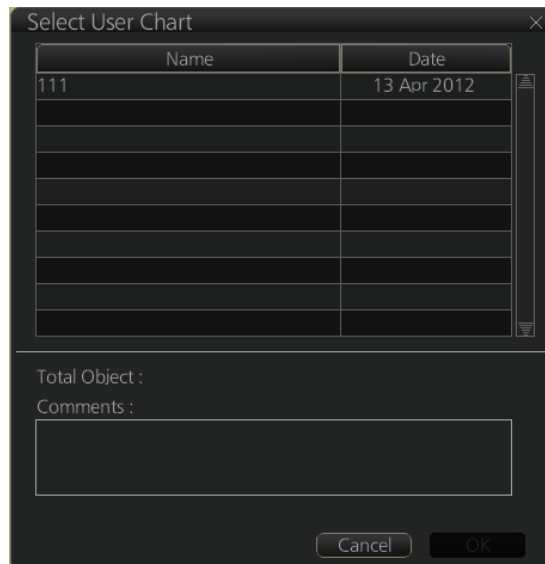 Select User Chart
Name Date
111 13 Apr 2012
Total Object :
Comments :
Cancel OK